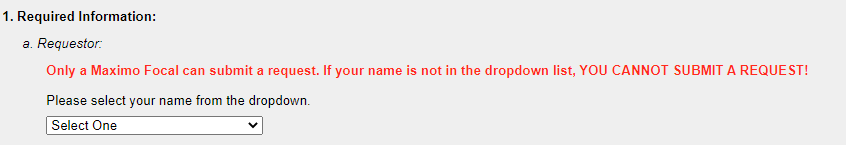 1. Required Information:
a. Requestor:
Only a Maximo Focal can submit a request. If your name is not in the dropdown list, YOU CANNOT SUBMIT A REQUEST!
Please select your name from the dropdown.
Select One